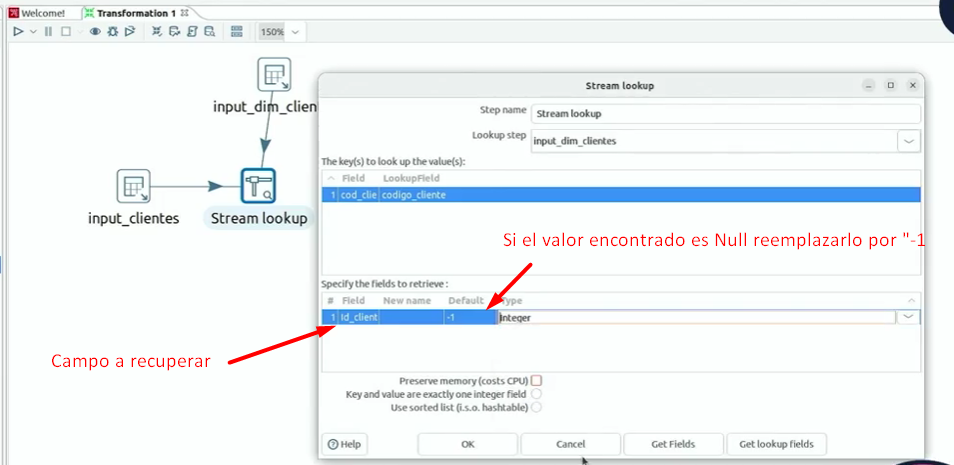 Welcome!
Transformation 1
150%
input_dim_clien
input_clientes
Stream lookup
Stream lookup
Step name
Stream lookup
Lookup step
input_dim_clientes
The key(s) to look up the value(s):
Field LookupField
1 cod_clie codigo_cliente
Si el valor encontrado es Null reemplazarlo por "-1
Specify the fields to retrieve :
# Field New name Default Type
1 Id_client -1 Integer
Campo a recuperar
Preserve memory (costs CPU)
Key and value are exactly one integer field
Use sorted list (i.s.o. hashtable)
Help OK Cancel Get Fields Get lookup fields